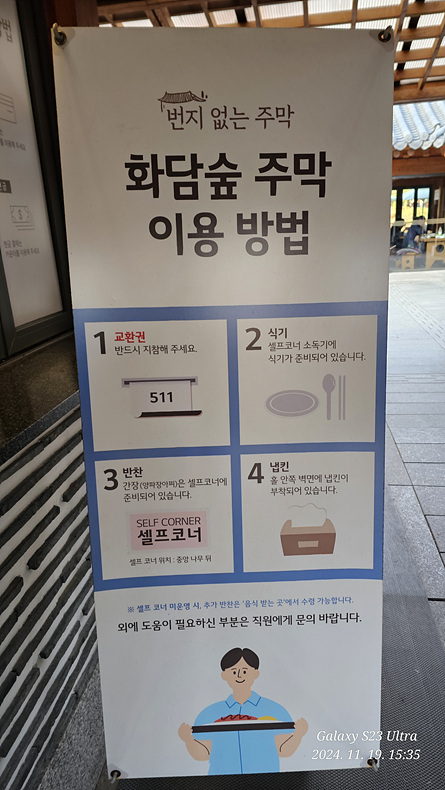 번지 없는 주막
화담숲 주막
이용 방법
1 교환권
반드시 지참해 주세요.
511
2 식기
셀프코너 소독기에
식기가 준비되어 있습니다.
3 반찬
간장(양파장아찌)은 셀프코너에
준비되어 있습니다.
SELF CORNER
셀프코너
셀프 코너 위치 : 중앙 나무 뒤
4 냅킨
홀 안쪽 벽면에 냅킨이
부착되어 있습니다.
※ 셀프 코너 미운영 시, 추가 반찬은 '음식 받는 곳'에서 수령 가능합니다.
외에 도움이 필요하신 부분은 직원에게 문의 바랍니다.
Galaxy S23 Ultra
2024. 11. 19. 15:35